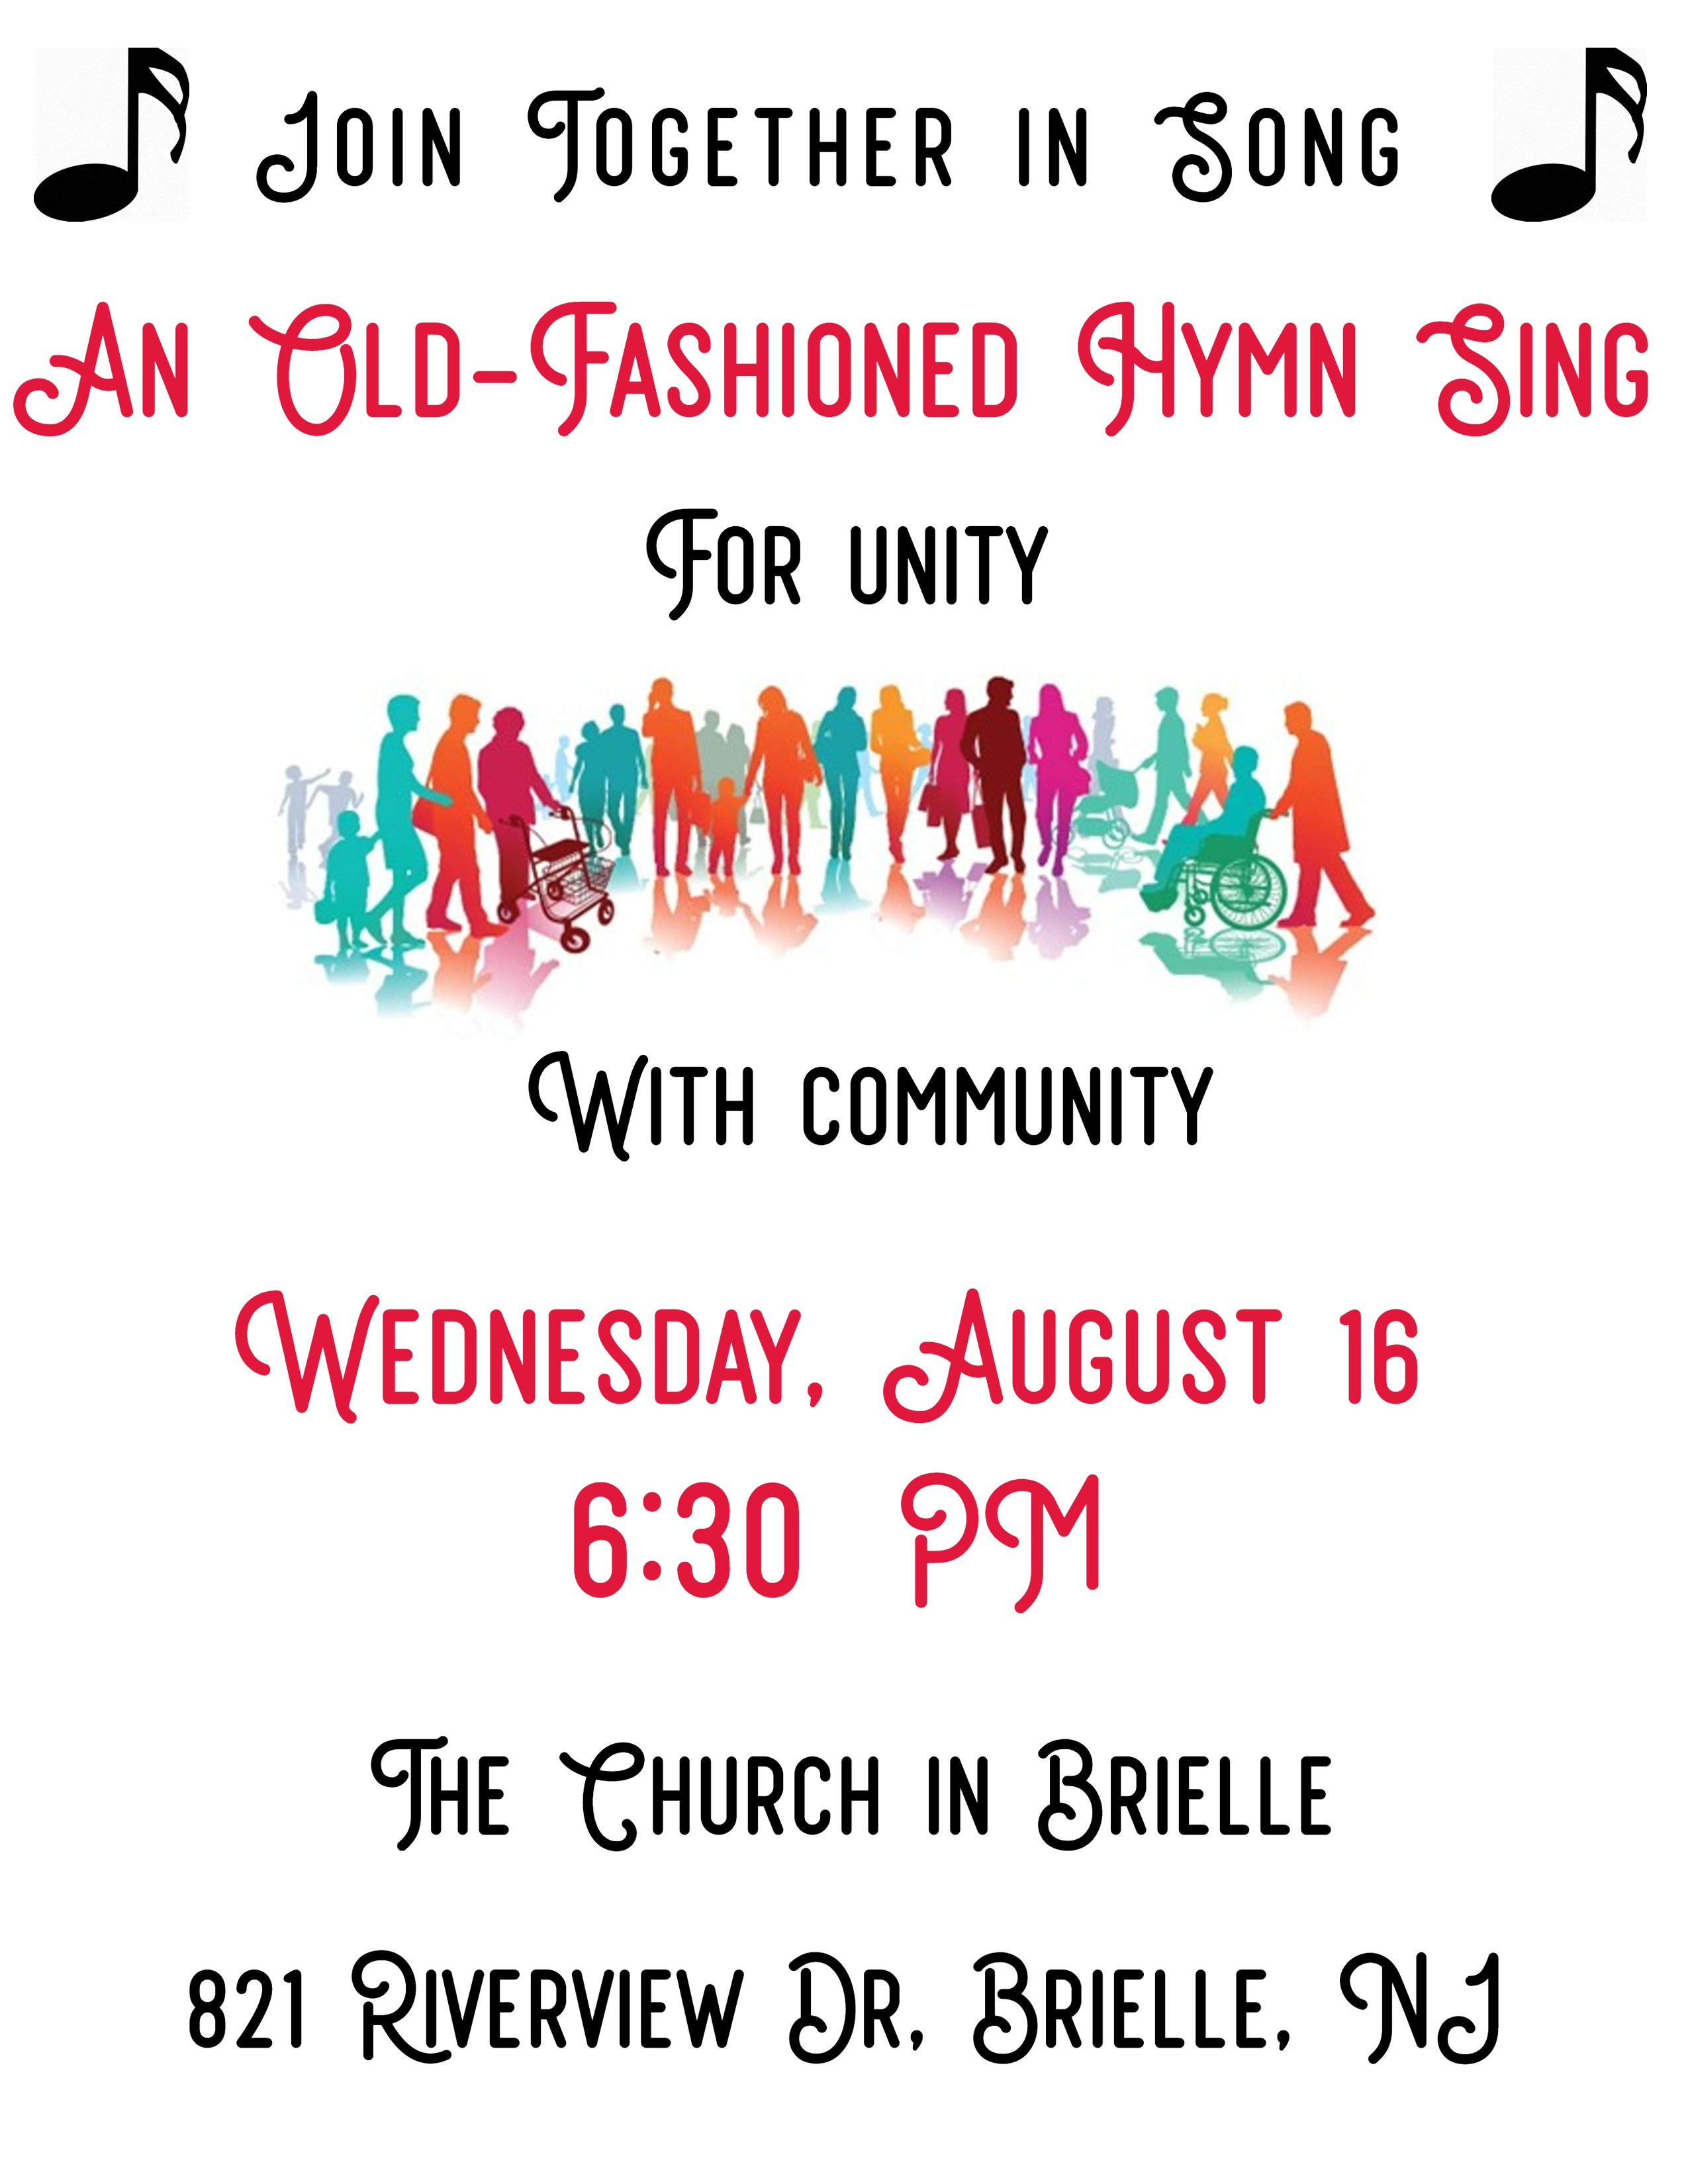 Join Together in Song
An Old-Fashioned Hymn Sing
For unity
With community
Wednesday, August 16
6:30 PM
The Church in Brielle
821 Riverview Dr, Brielle, NJ